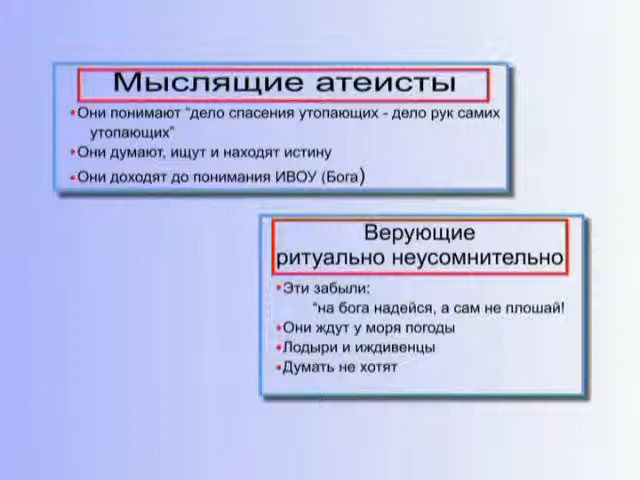 Мыслящие атеисты
•Они понимают "дело спасения утопающих - дело рук самих
утопающих"
•Они думают, ищут и находят истину
•Они доходят до понимания ИВОУ (Бога)
Верующие
ритуально неусомнительно
•Эти забыли:
"на бога надейся, а сам не плошай!
•Они ждут у моря погоды
•Лодыри и иждивенцы
•Думать не хотят